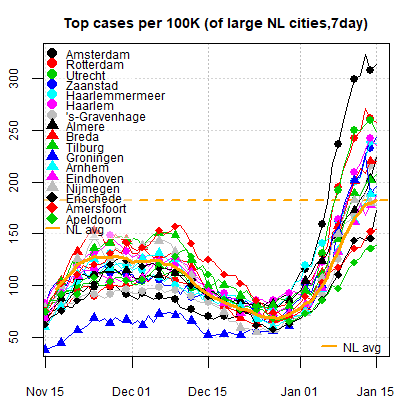 Top cases per 100K (of large NL cities,7day)
300
250
200
150
100
50
Amsterdam
Rotterdam
Utrecht
Zaanstad
Haarlemmermeer
Haarlem
's-Gravenhage
Almere
Breda
Tilburg
Groningen
Arnhem
Eindhoven
Nijmegen
Enschede
Amersfoort
Apeldoorn
NL avg
NL avg
Nov 15
Dec 01
Dec 15
Jan 01
Jan 15